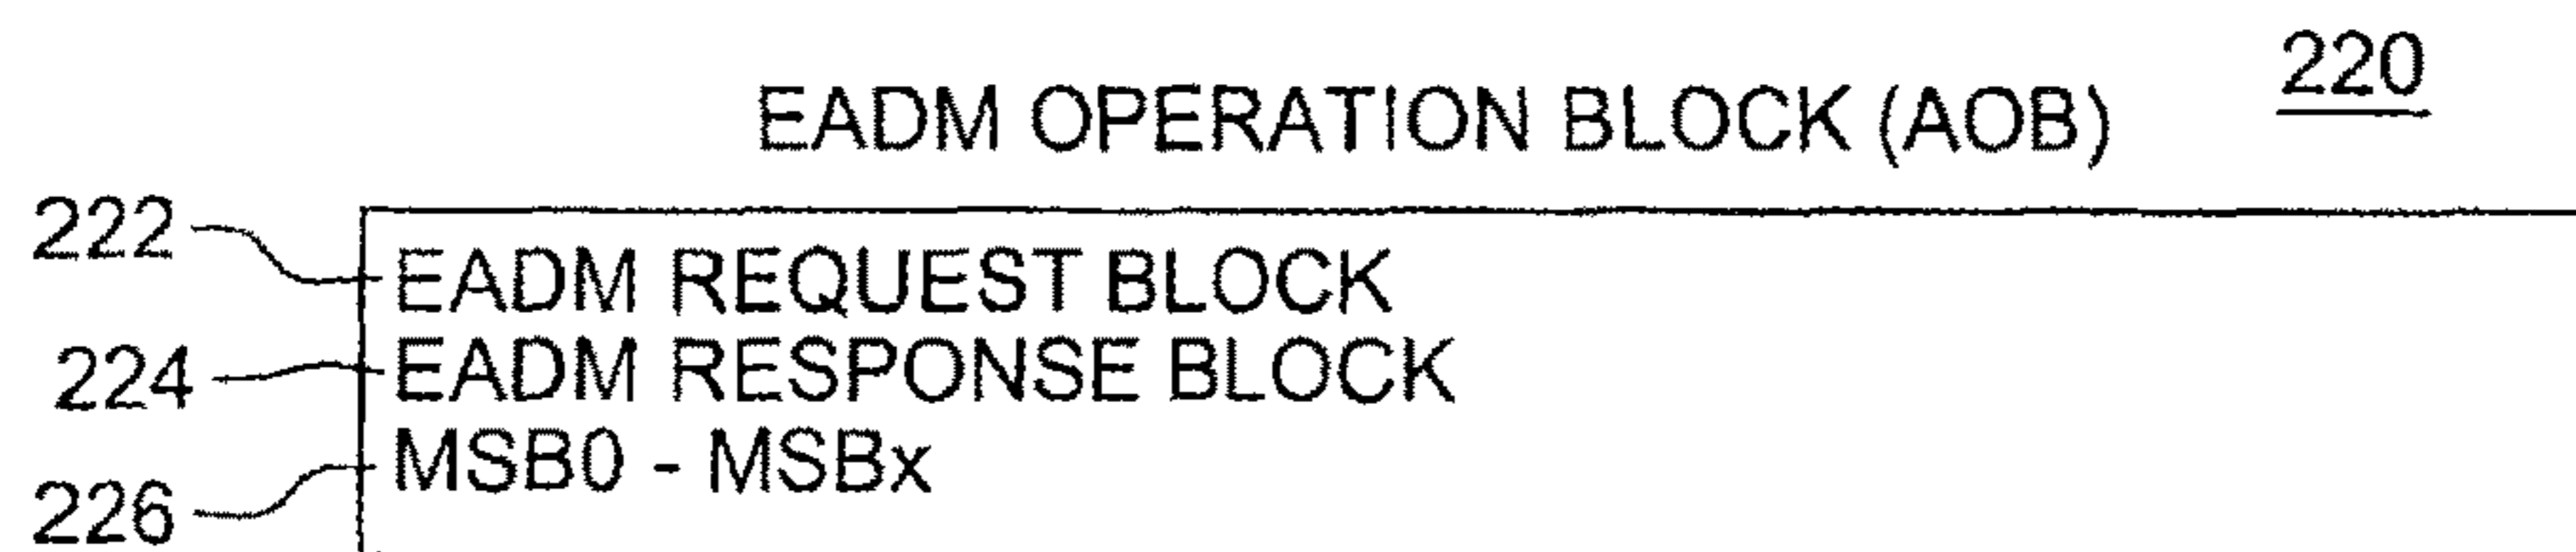 220
EADM OPERATION BLOCK (AOB)
222
EADM REQUEST BLOCK
224
EADM RESPONSE BLOCK
226
MSB0 - MSBx